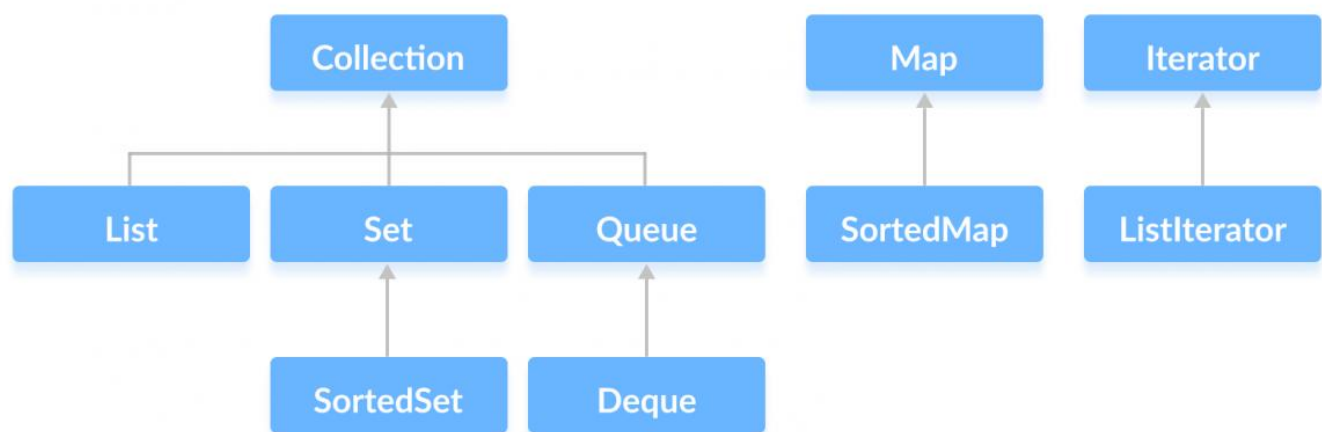 Collection
Map
Iterator
List
Set
Queue
SortedMap
ListIterator
SortedSet
Deque